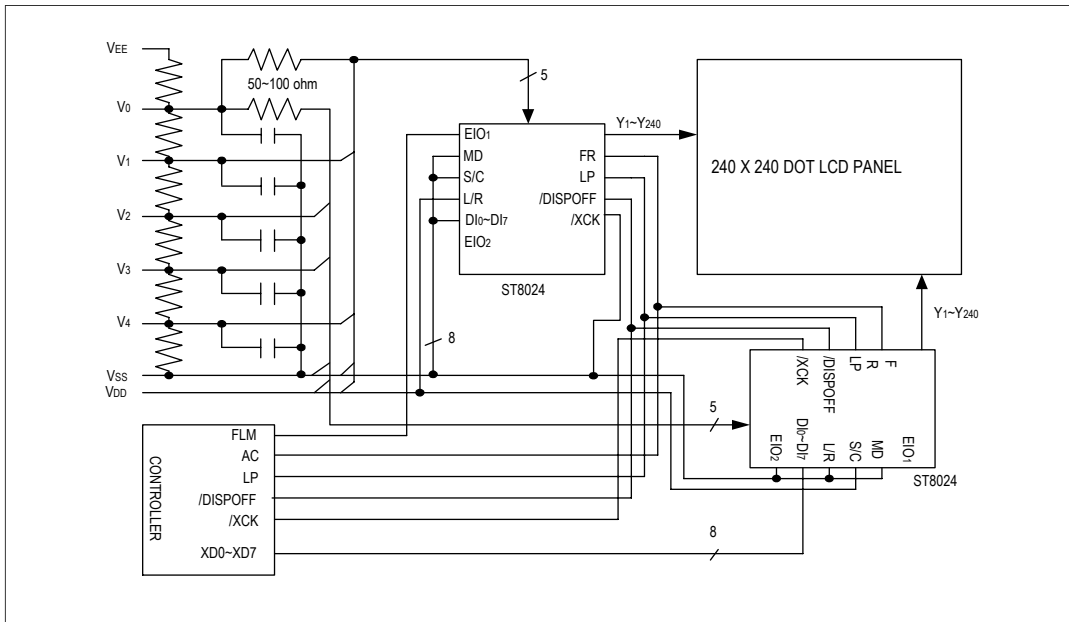 VEE
V0
V1
V2
V3
V4
VSS
VDD
50~100 ohm
5
EIO1
MD
S/C
L/R
DI0~DI7
EIO2
FR
LP
/DISPOFF
/XCK
ST8024
Y1~Y240
240 X 240 DOT LCD PANEL
Y1~Y240
8
5
/XCK
/DISPOFF
LP
R
F
EIO2
DI0~DI7
L/R
S/C
MD
EIO1
ST8024
CONTROLLER
FLM
AC
LP
/DISPOFF
/XCK
XD0~XD7
8